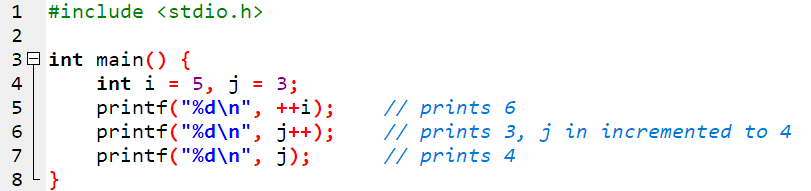 1 #include <stdio.h>
2
3 int main() {
4 int i = 5, j = 3;
5 printf("%d\n", ++i); // prints 6
6 printf("%d\n", j++); // prints 3, j in incremented to 4
7 printf("%d\n", j); // prints 4
8 }